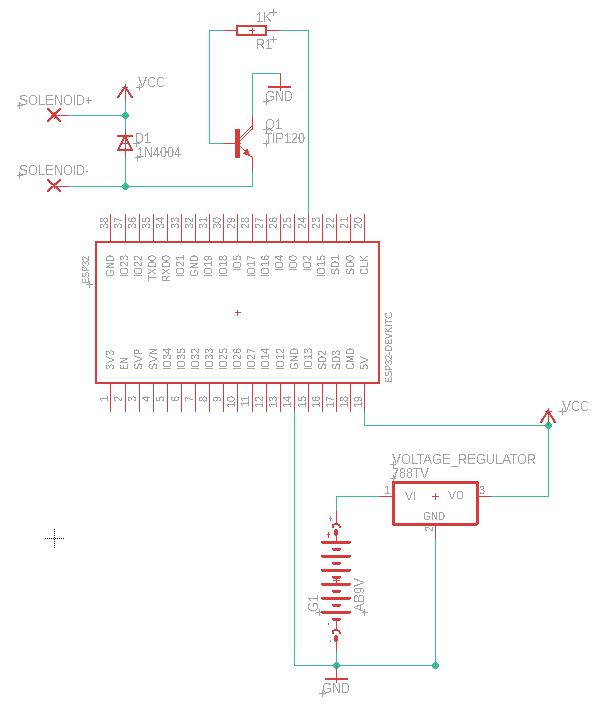 1K
R1
VCC
SOLENOID+
GND
Q1
TIP120
D1
1N4004
SOLENOID-
38 37 36 35 34 33 32 31 30 29 28 27 26 25 24 23 22 21 20
GND IO23 IO22 TXD0 RXD0 IO21 GND IO19 IO18 IO5 IO17 IO16 IO4 IO0 IO2 IO15 SD1 SD0 CLK
ESP32
3V3 EN SVP SVN IO34 IO35 IO32 IO33 IO25 IO26 IO27 IO14 IO12 GND IO13 SD2 SD3 CMD 5V
ESP32-DEVKITC
1 2 3 4 5 6 7 8 9 10 11 12 13 14 15 16 17 18 19
VCC
VOLTAGE_REGULATOR
788TV
1 VI VO 3
GND
2
G1
AB9V
GND